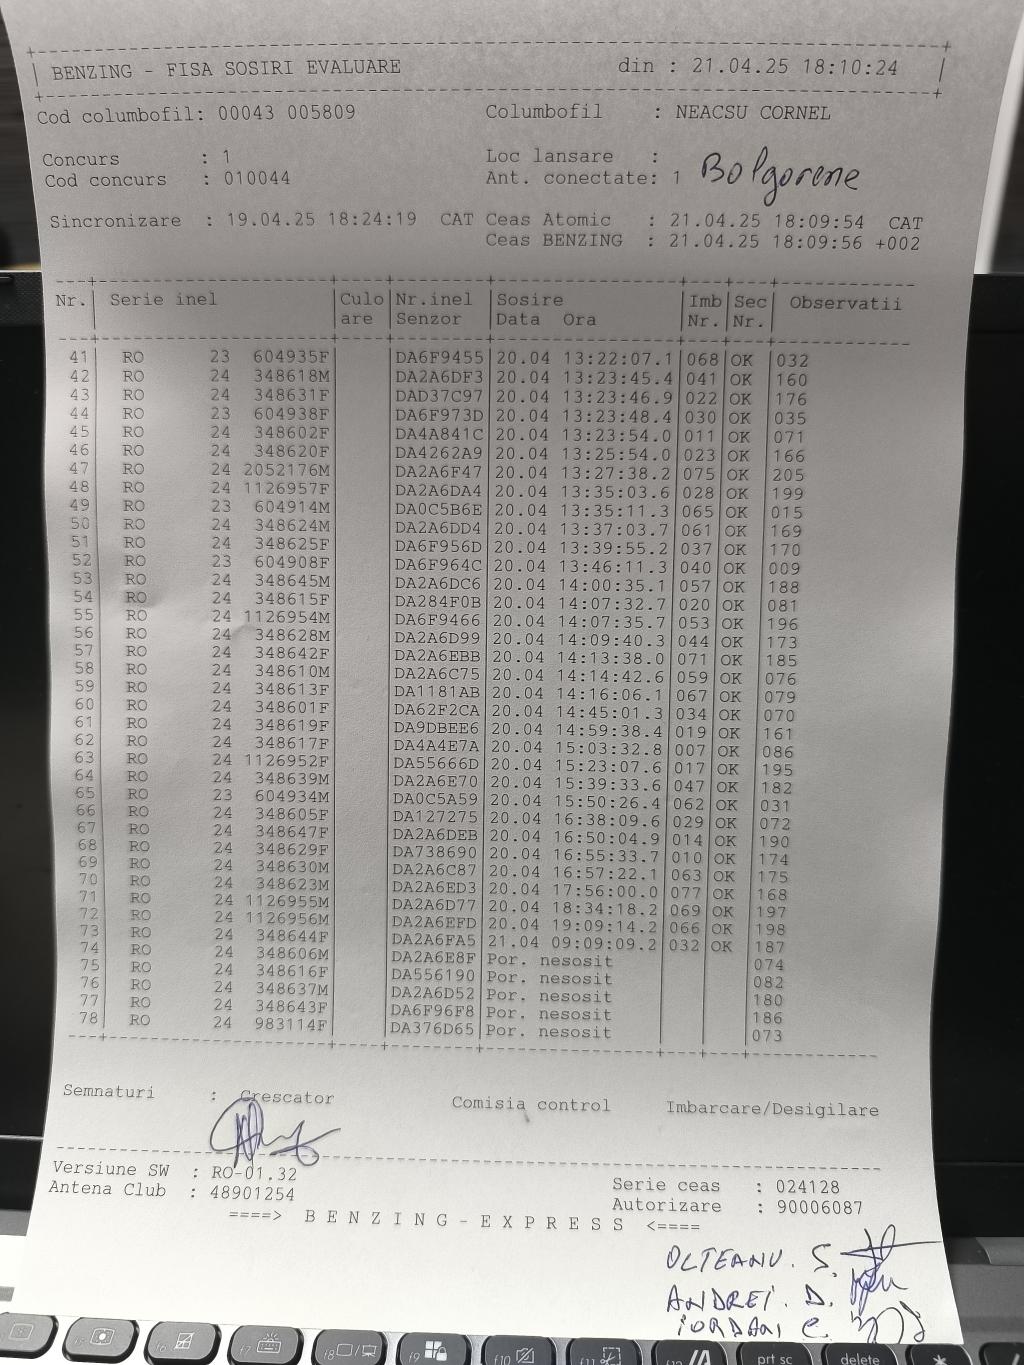 BENZING - FISA SOSIRI EVALUARE din : 21.04.25 18:10:24
Cod columbofil: 00043 005809 Columbofil : NEACSU CORNEL
Concurs : 1 Loc lansare :
Cod concurs : 010044 Ant. conectate: 1 Bolgorene
Sincronizare : 19.04.25 18:24:19 CAT Ceas Atomic : 21.04.25 18:09:54 CAT
Ceas BENZING : 21.04.25 18:09:56 +002
Nr. Serie inel Culo Nr.inel Sosire Imb Sec Observatii
are Senzor Data Ora Nr. Nr.
41 RO 23 604935F DA6F9455 20.04 13:22:07.1 068 OK 032
42 RO 24 348618M DA2A6DF3 20.04 13:23:45.4 041 OK 160
43 RO 24 348631F DAD37C97 20.04 13:23:46.9 022 OK 176
44 RO 23 604938F DA6F973D 20.04 13:23:48.4 030 OK 035
45 RO 24 348602F DA4A841C 20.04 13:23:54.0 011 OK 071
46 RO 24 348620F DA4262A9 20.04 13:25:54.0 023 OK 166
47 RO 24 2052176M DA2A6F47 20.04 13:27:38.2 075 OK 205
48 RO 24 1126957F DA2A6DA4 20.04 13:35:03.6 028 OK 199
49 RO 23 604914M DA0C5B6E 20.04 13:35:11.3 065 OK 015
50 RO 24 348624M DA2A6DD4 20.04 13:37:03.7 061 OK 169
51 RO 24 348625F DA6F956D 20.04 13:39:55.2 037 OK 170
52 RO 23 604908F DA6F964C 20.04 13:46:11.3 040 OK 009
53 RO 24 348645M DA2A6DC6 20.04 14:00:35.1 057 OK 188
54 RO 24 348615F DA284F0B 20.04 14:07:32.7 020 OK 081
55 RO 24 1126954M DA6F9466 20.04 14:07:35.7 053 OK 196
56 RO 24 348628M DA2A6D99 20.04 14:09:40.3 044 OK 173
57 RO 24 348642F DA2A6EBB 20.04 14:13:38.0 071 OK 185
58 RO 24 348610M DA2A6C75 20.04 14:14:42.6 059 OK 076
59 RO 24 348613F DA1181AB 20.04 14:16:06.1 067 OK 079
60 RO 24 348601F DA62F2CA 20.04 14:45:01.3 034 OK 070
61 RO 24 348619F DA9DBEE6 20.04 14:59:38.4 019 OK 161
62 RO 24 348617F DA4A4E7A 20.04 15:03:32.8 007 OK 086
63 RO 24 1126952F DA55666D 20.04 15:23:07.6 017 OK 195
64 RO 24 348639M DA2A6E70 20.04 15:39:33.6 047 OK 182
65 RO 23 604934M DA0C5A59 20.04 15:50:26.4 062 OK 031
66 RO 24 348605F DA127275 20.04 16:38:09.6 029 OK 072
67 RO 24 348647F DA2A6DEB 20.04 16:50:04.9 014 OK 190
68 RO 24 348629F DA738690 20.04 16:55:33.7 010 OK 174
69 RO 24 348630M DA2A6C87 20.04 16:57:22.1 063 OK 175
70 RO 24 348623M DA2A6ED3 20.04 17:56:00.0 077 OK 168
71 RO 24 1126955M DA2A6D77 20.04 18:34:18.2 069 OK 197
72 RO 24 1126956M DA2A6EFD 20.04 19:09:14.2 066 OK 198
73 RO 24 348644F DA2A6FA5 21.04 09:09:09.2 032 OK 187
74 RO 24 348606M DA2A6E8F Por. nesosit 074
75 RO 24 348616F DA556190 Por. nesosit 082
76 RO 24 348637M DA2A6D52 Por. nesosit 180
77 RO 24 348643F DA6F96F8 Por. nesosit 186
78 RO 24 983114F DA376D65 Por. nesosit 073
Semnaturi : Crescator Comisia control Imbarcare/Desigilare
Versiune SW : RO-01.32 Serie ceas : 024128
Antena Club : 48901254 Autorizare : 90006087
====> B E N Z I N G - E X P R E S S <====
OLTEANU. S.
ANDREI. D.
IORDAN, C.
f7 f8 f9 f10 f11 prt sc delete